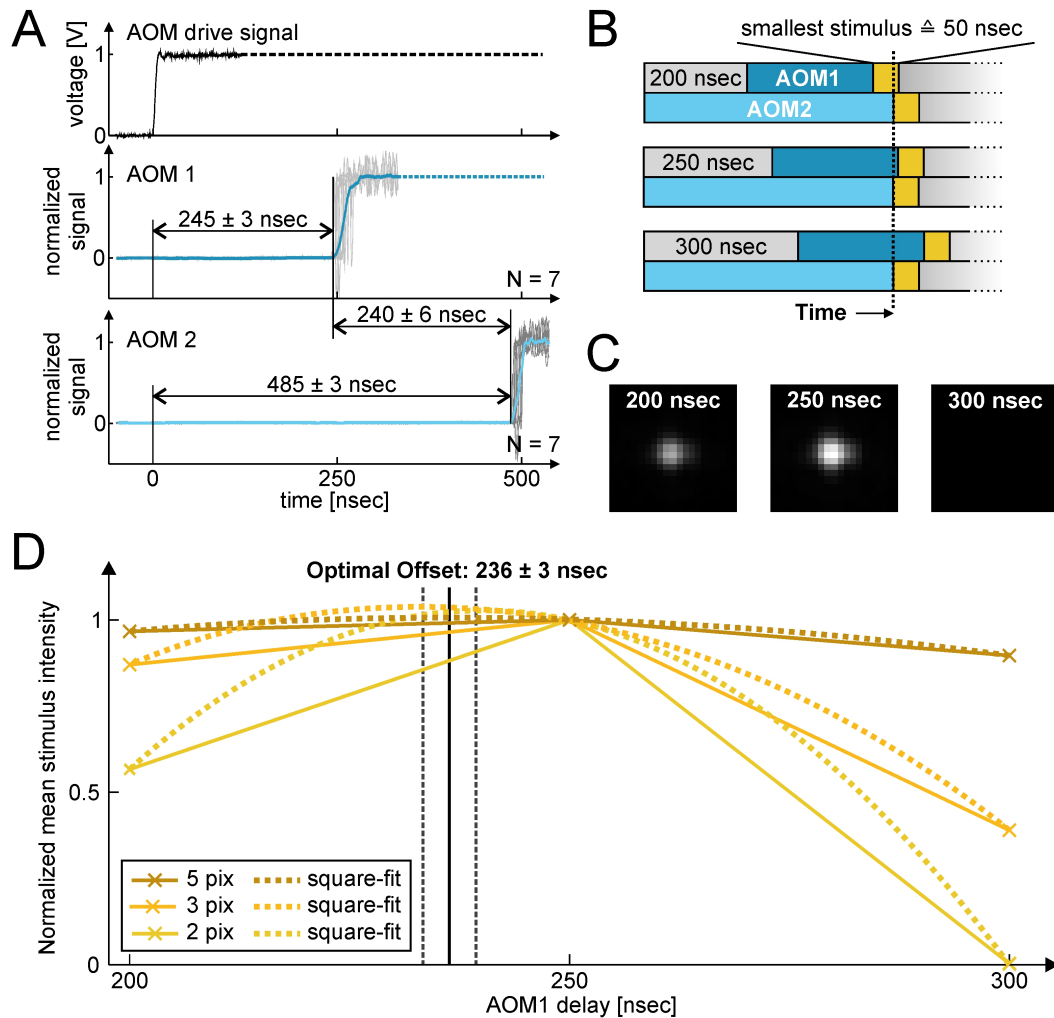 A
AOM drive signal
voltage [V]
1
0
AOM 1
normalized
signal
1
0
245 ± 3 nsec
N = 7
240 ± 6 nsec
AOM 2
normalized
signal
1
0
485 ± 3 nsec
N = 7
0
250
500
time [nsec]
B
smallest stimulus ≙ 50 nsec
200 nsec
AOM1
AOM2
250 nsec
300 nsec
Time
C
200 nsec
250 nsec
300 nsec
D
Optimal Offset: 236 ± 3 nsec
Normalized mean stimulus intensity
1
0.5
0
5 pix
square-fit
3 pix
square-fit
2 pix
square-fit
200
250
300
AOM1 delay [nsec]